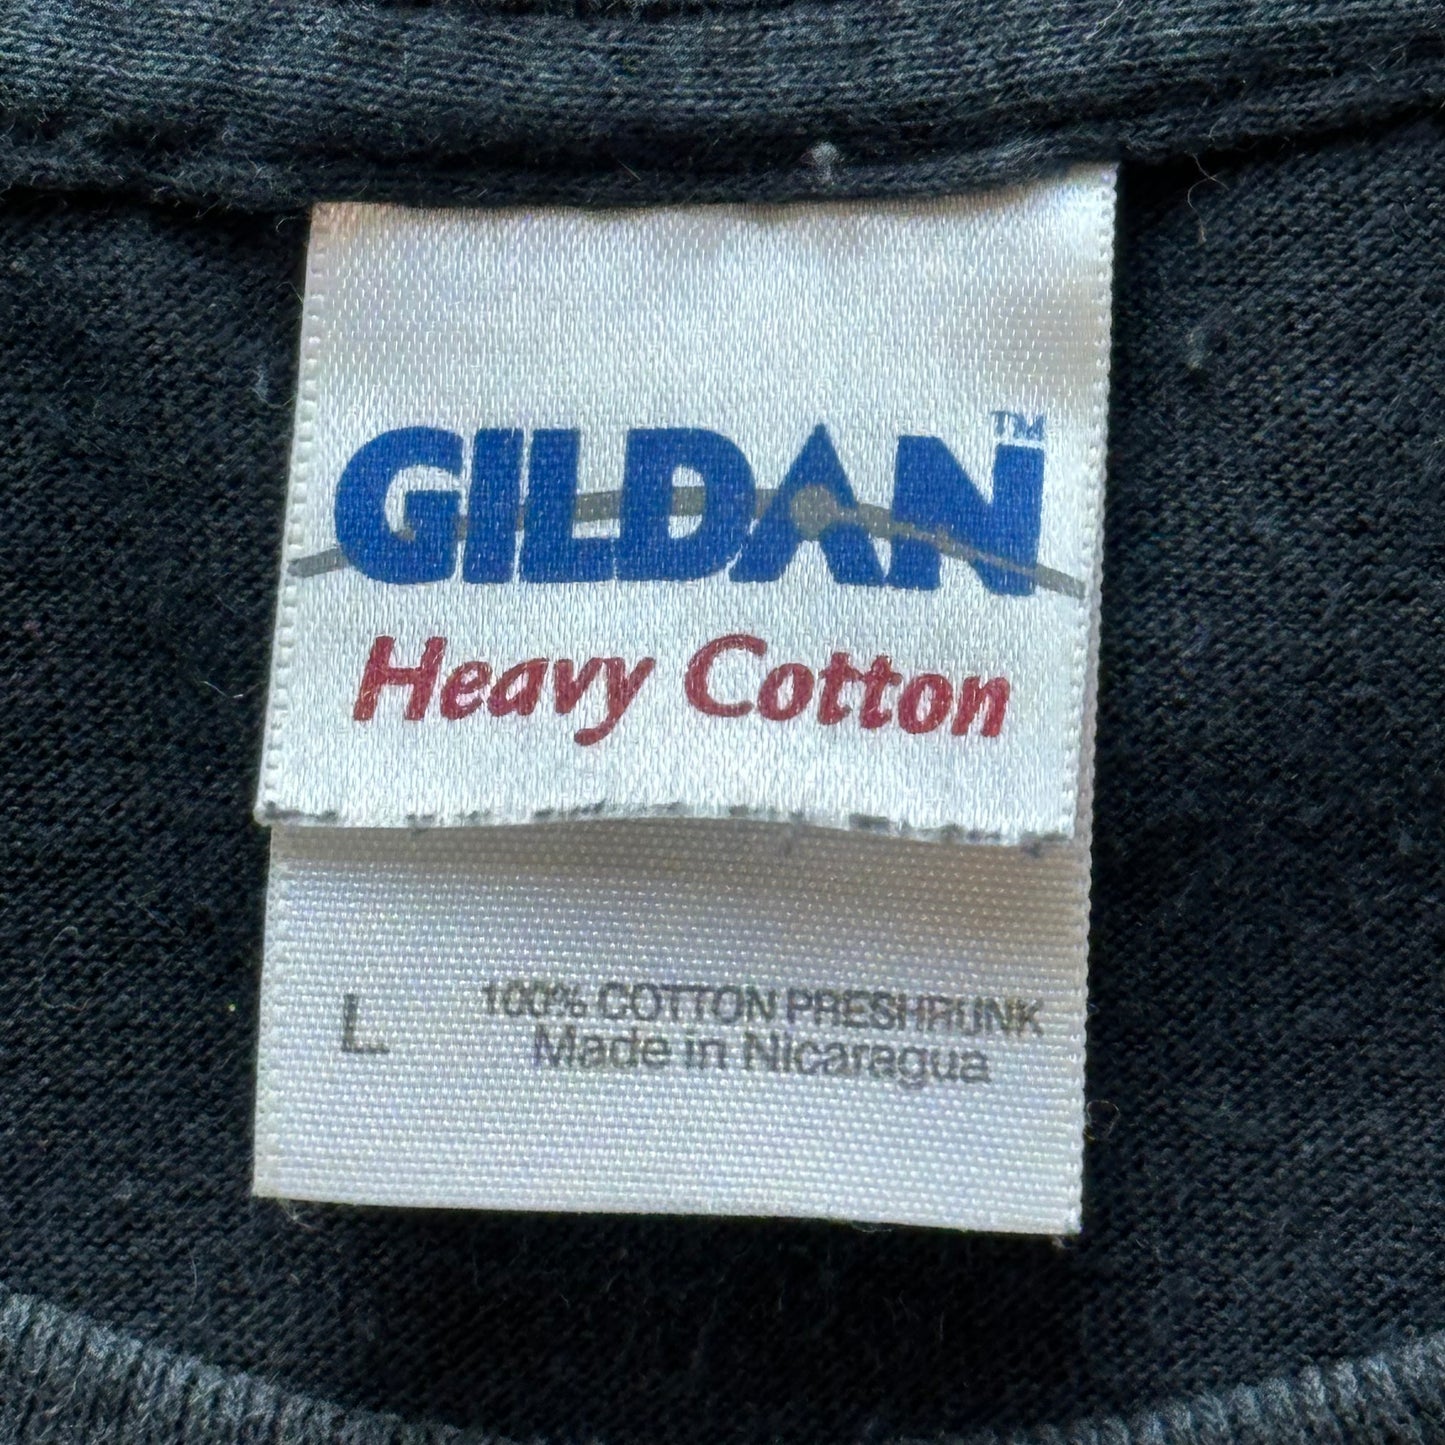 GILDAN™
Heavy Cotton
L 100% COTTON PRESHRUNK
Made in Nicaragua